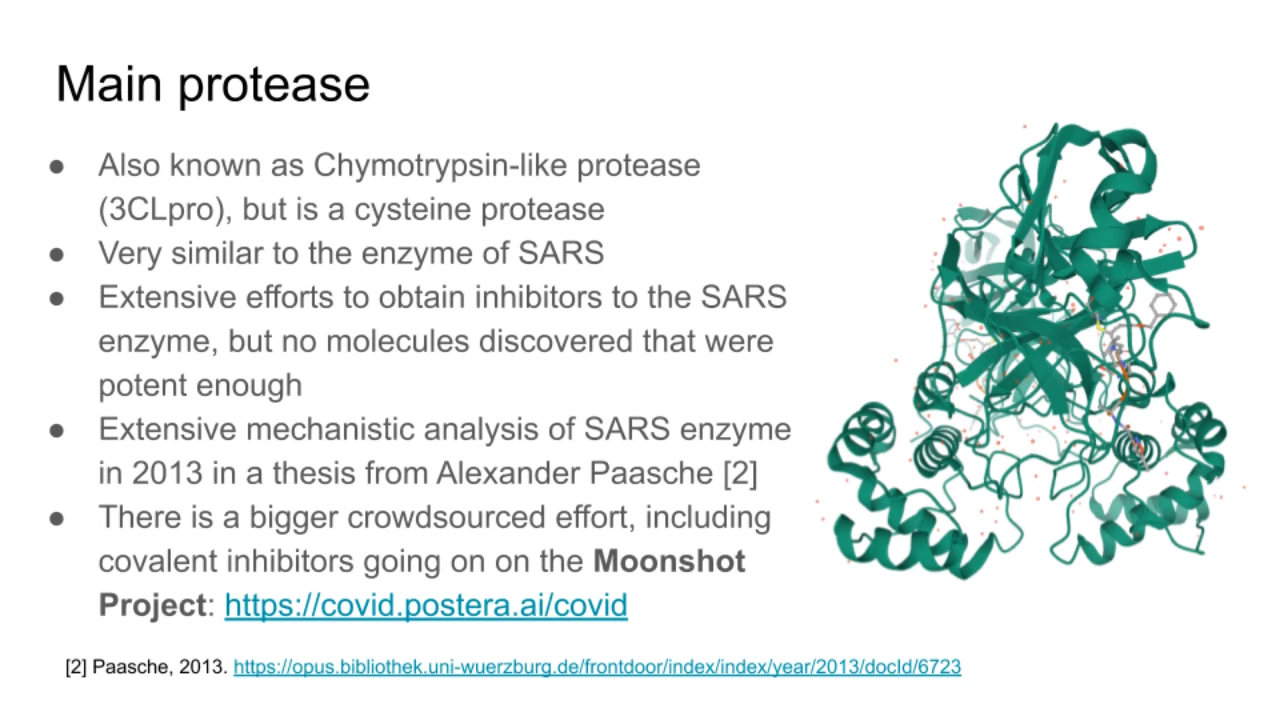 Main protease
● Also known as Chymotrypsin-like protease
(3CLpro), but is a cysteine protease
● Very similar to the enzyme of SARS
● Extensive efforts to obtain inhibitors to the SARS
enzyme, but no molecules discovered that were
potent enough
● Extensive mechanistic analysis of SARS enzyme
in 2013 in a thesis from Alexander Paasche [2]
● There is a bigger crowdsourced effort, including
covalent inhibitors going on on the Moonshot
Project: https://covid.postera.ai/covid
[2] Paasche, 2013. https://opus.bibliothek.uni-wuerzburg.de/frontdoor/index/index/year/2013/docId/6723